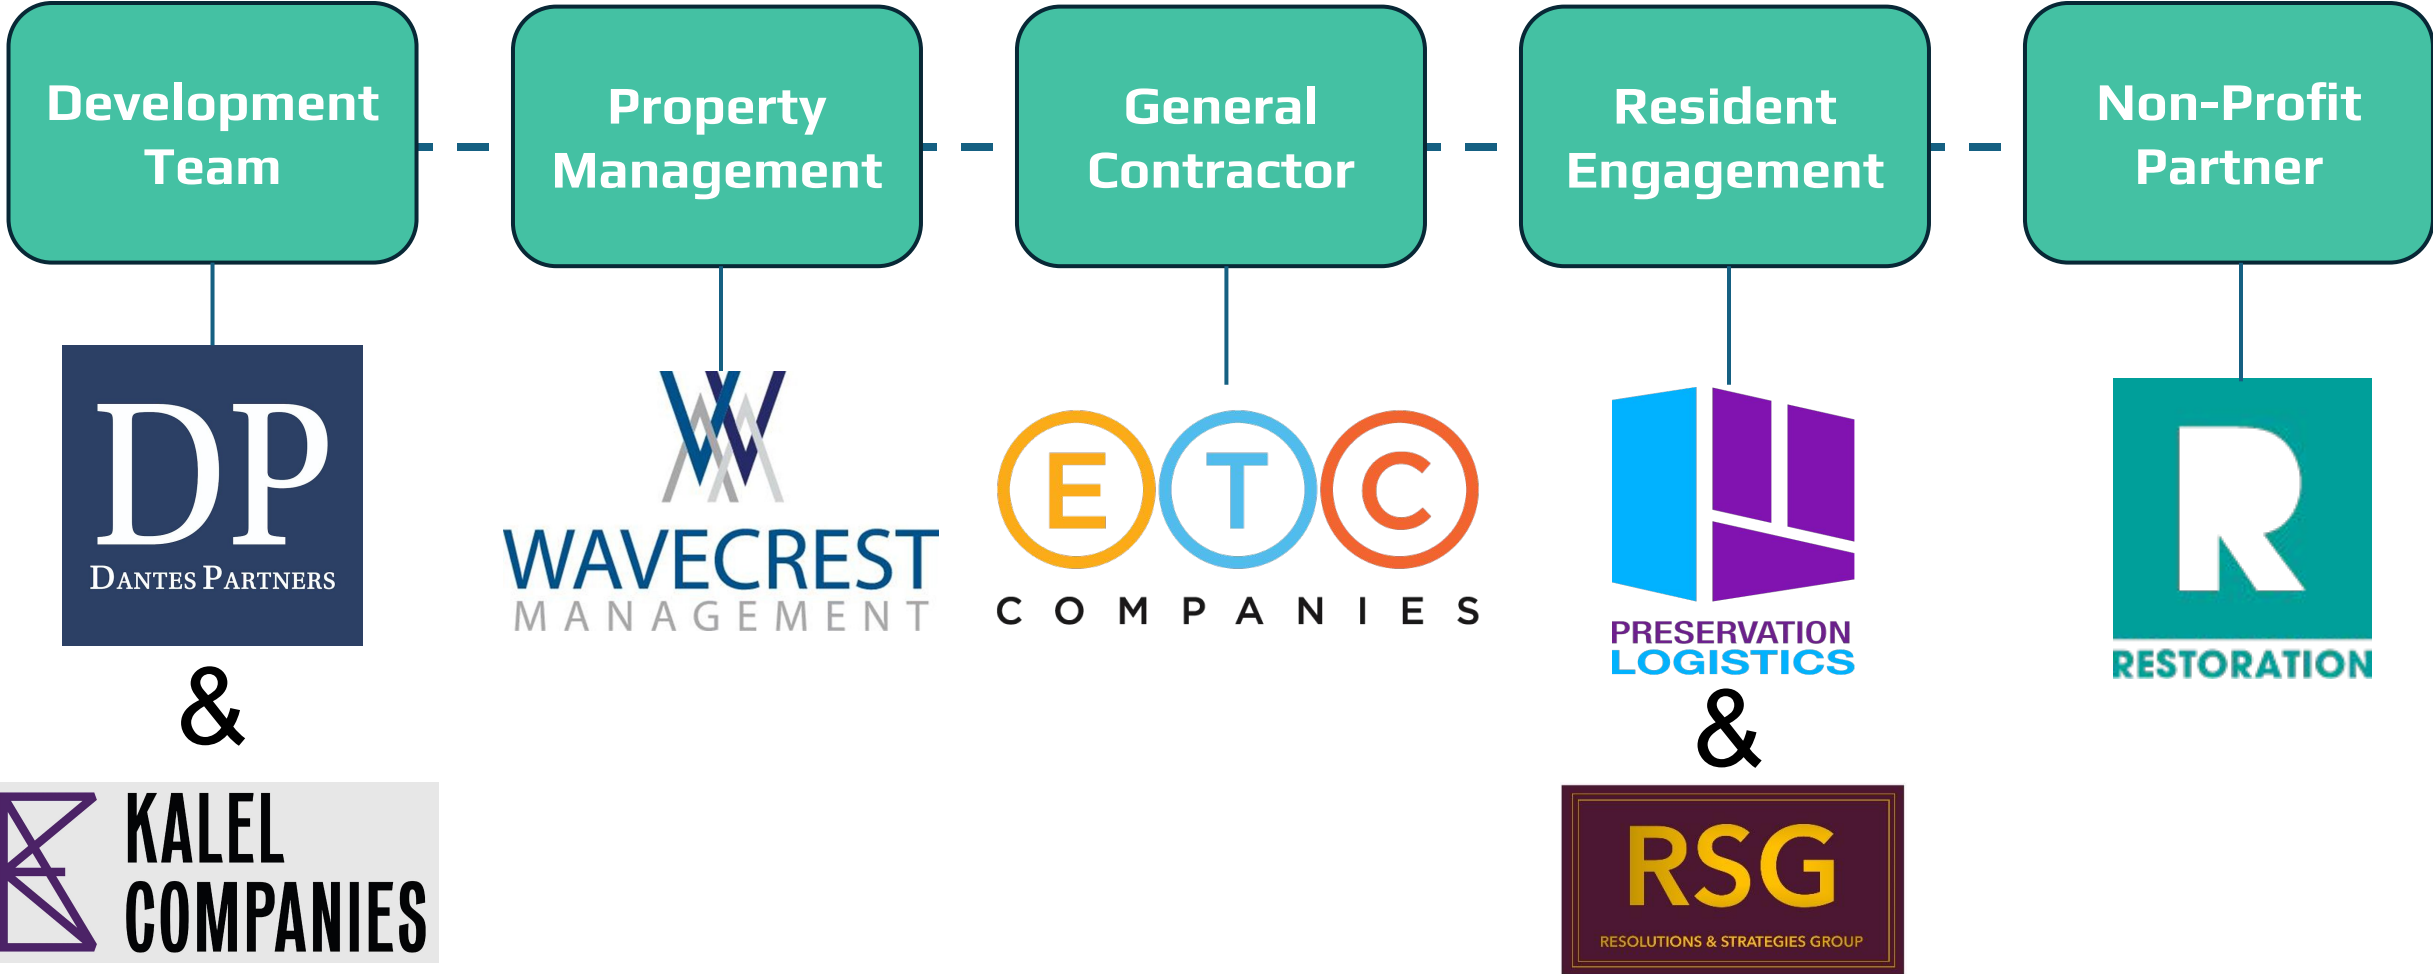 Development
Team
Property
Management
General
Contractor
Resident
Engagement
Non-Profit
Partner
DP
DANTES PARTNERS
&
KALEL
COMPANIES
WAVECREST
MANAGEMENT
ETC
COMPANIES
PRESERVATION
LOGISTICS
&
RSG
RESOLUTIONS & STRATEGIES GROUP
R
RESTORATION